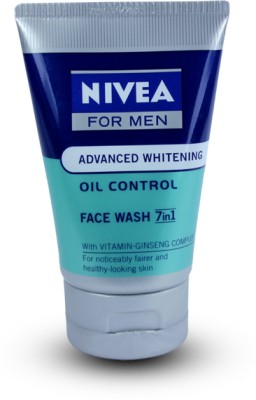 NIVEA
FOR MEN
ADVANCED WHITENING
OIL CONTROL
FACE WASH 7in1
With VITAMIN-GINSENG COMPLEX
For noticeably fairer and
healthy-looking skin